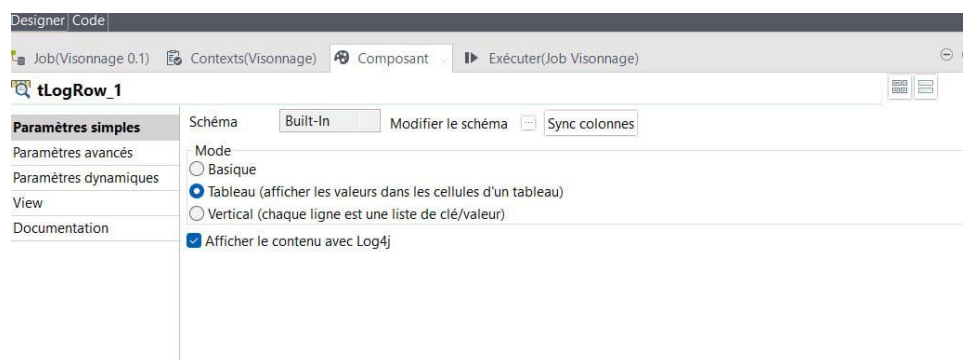 Designer Code
Job(Visonnage 0.1) Contexts(Visonnage) Composant Exécuter(Job Visonnage)
tLogRow_1
Paramètres simples
Paramètres avancés
Paramètres dynamiques
View
Documentation
Schéma Built-In Modifier le schéma ... Sync colonnes
Mode
Basique
Tableau (afficher les valeurs dans les cellules d'un tableau)
Vertical (chaque ligne est une liste de clé/valeur)
Afficher le contenu avec Log4j